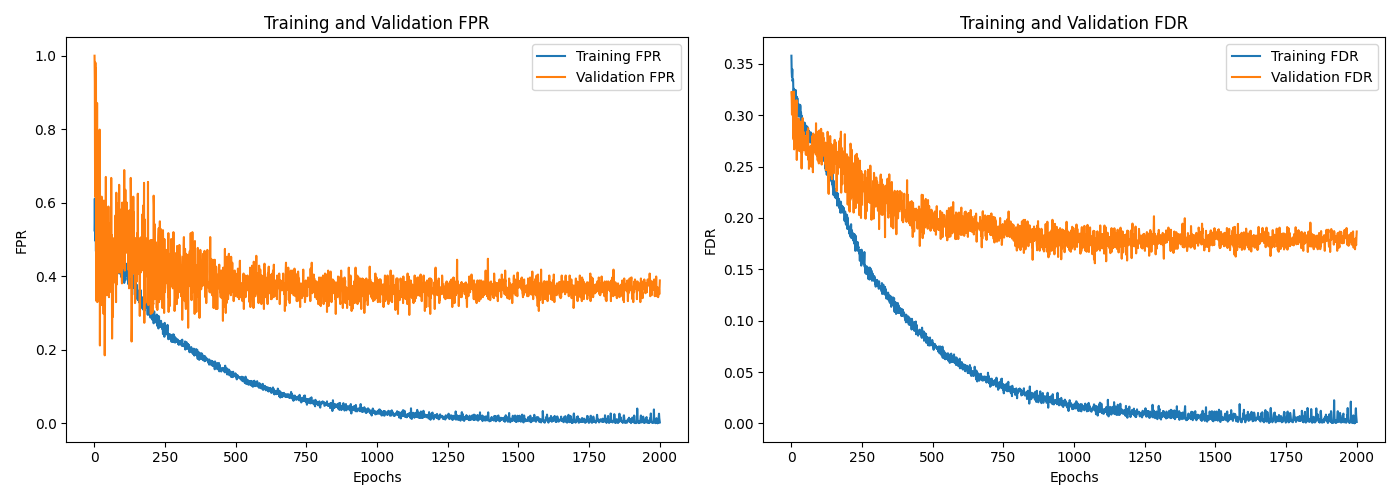 Training and Validation FPR
Training FPR
Validation FPR
FPR
1.0
0.8
0.6
0.4
0.2
0.0
0 250 500 750 1000 1250 1500 1750 2000
Epochs
Training and Validation FDR
Training FDR
Validation FDR
FDR
0.35
0.30
0.25
0.20
0.15
0.10
0.05
0.00
0 250 500 750 1000 1250 1500 1750 2000
Epochs